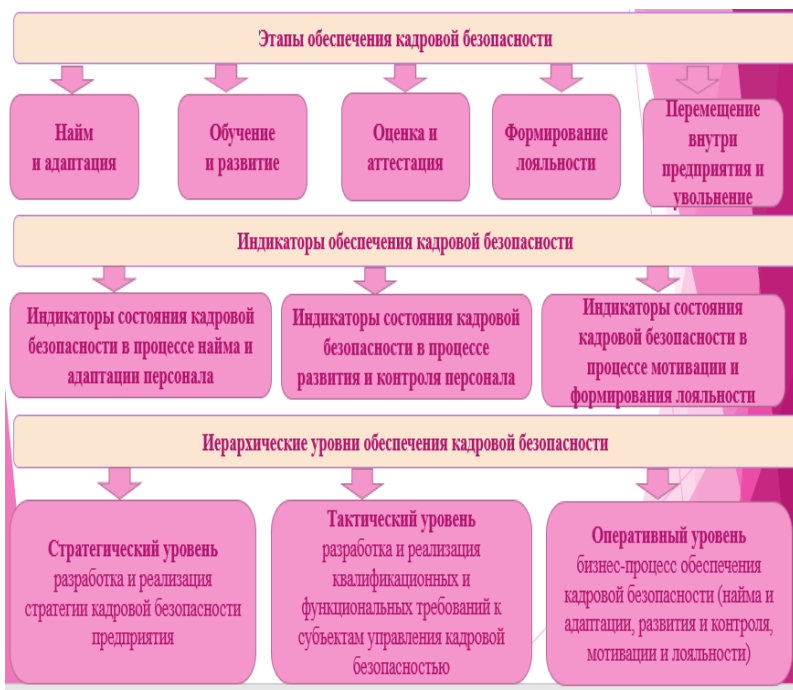 Этапы обеспечения кадровой безопасности
Найм
и адаптация
Обучение
и развитие
Оценка и
аттестация
Формирование
лояльности
Перемещение
внутри
предприятия и
увольнение
Индикаторы обеспечения кадровой безопасности
Индикаторы состояния кадровой
безопасности в процессе найма и
адаптации персонала
Индикаторы состояния кадровой
безопасности в процессе
развития и контроля персонала
Индикаторы состояния
кадровой безопасности в
процессе мотивации и
формирования лояльности
Иерархические уровни обеспечения кадровой безопасности
Стратегический уровень
разработка и реализация
стратегии кадровой безопасности
предприятия
Тактический уровень
разработка и реализация
квалификационных и
функциональных требований к
субъектам управления кадровой
безопасностью
Оперативный уровень
бизнес-процесс обеспечения
кадровой безопасности (найма и
адаптации, развития и контроля,
мотивации и лояльности)